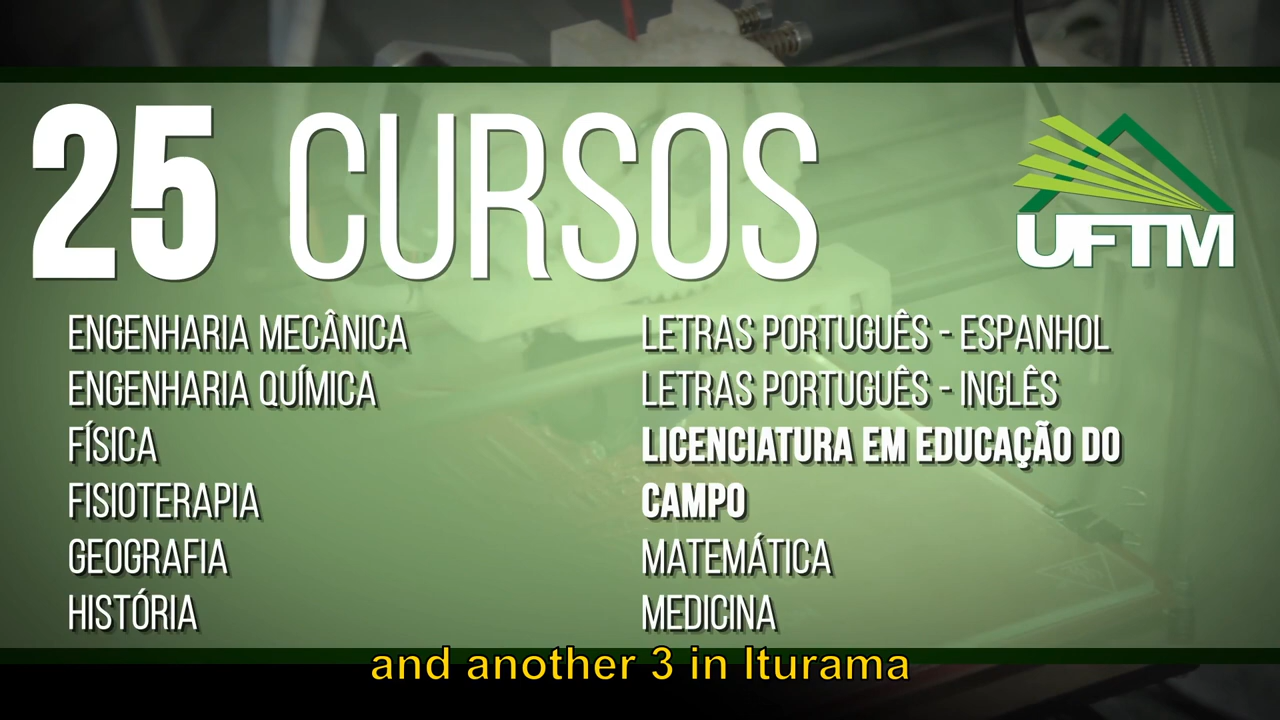 25 CURSOS
UFTM
ENGENHARIA MECÂNICA
ENGENHARIA QUÍMICA
FÍSICA
FISIOTERAPIA
GEOGRAFIA
HISTÓRIA
LETRAS PORTUGUÊS - ESPANHOL
LETRAS PORTUGUÊS - INGLÊS
LICENCIATURA EM EDUCAÇÃO DO
CAMPO
MATEMÁTICA
MEDICINA
and another 3 in Iturama